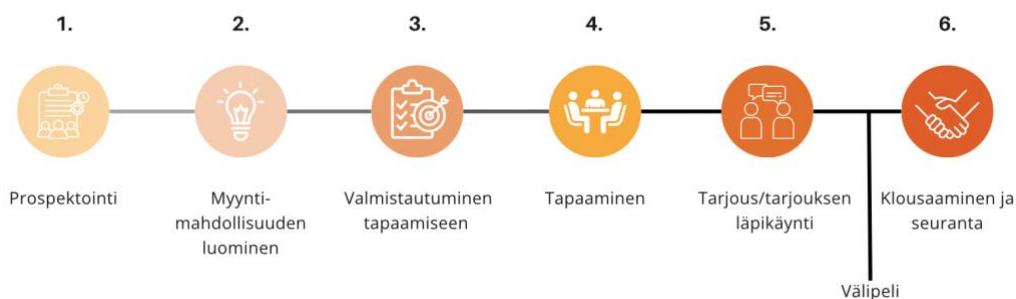 1.
2.
3.
4.
5.
6.
Prospektointi
Myynti-
mahdollisuuden
luominen
Valmistautuminen
tapaamiseen
Tapaaminen
Tarjous/tarjouksen
läpikäynti
Klousaaminen ja
seuranta
Välipeli